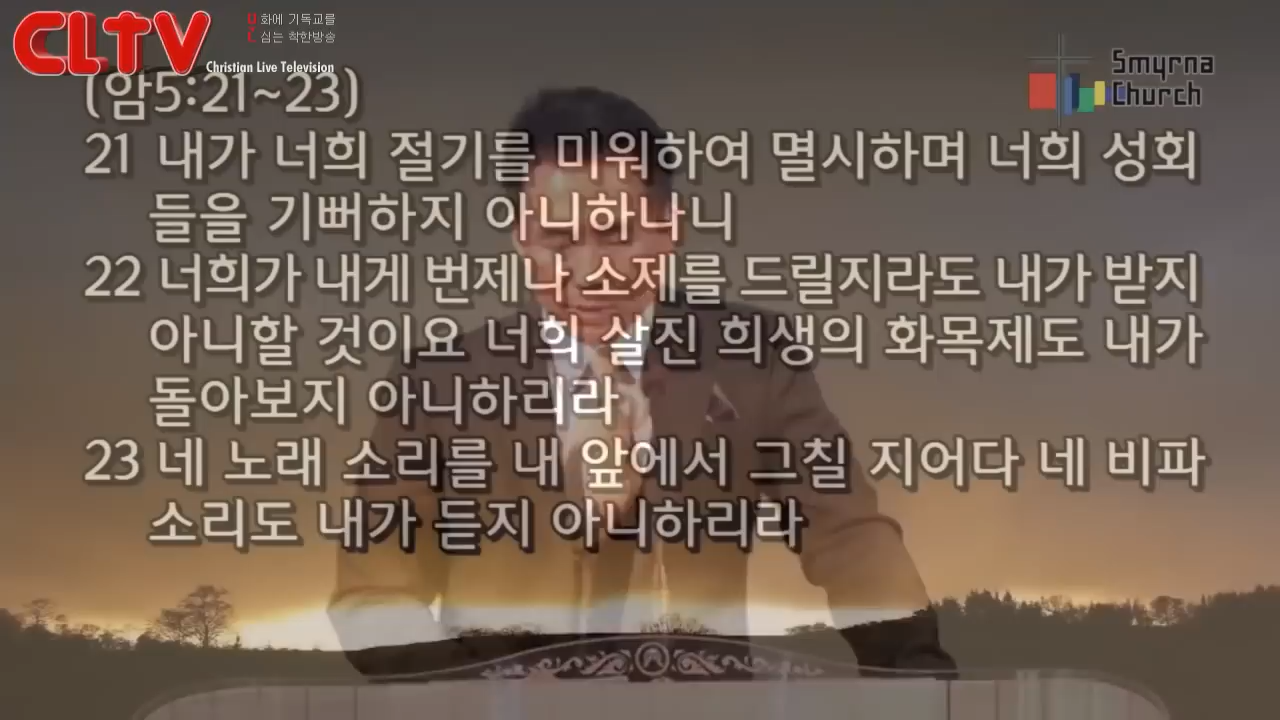 CLTV
문화에 기독교를
심는 착한방송
Christian Live Television
Smyrna
Church
(암5:21~23)
21 내가 너희 절기를 미워하여 멸시하며 너희 성회
들을 기뻐하지 아니하나니
22 너희가 내게 번제나 소제를 드릴지라도 내가 받지
아니할 것이요 너희 살진 희생의 화목제도 내가
돌아보지 아니하리라
23 네 노래 소리를 내 앞에서 그칠 지어다 네 비파
소리도 내가 듣지 아니하리라